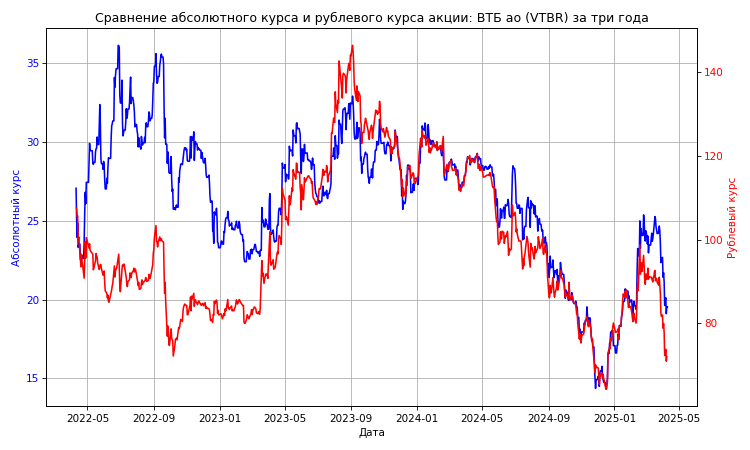 Сравнение абсолютного курса и рублевого курса акции: ВТБ ао (VTBR) за три года
Абсолютный курс
35
30
25
20
15
140
120
100
80
Рублевый курс
2022-05 2022-09 2023-01 2023-05 2023-09 2024-01 2024-05 2024-09 2025-01 2025-05
Дата